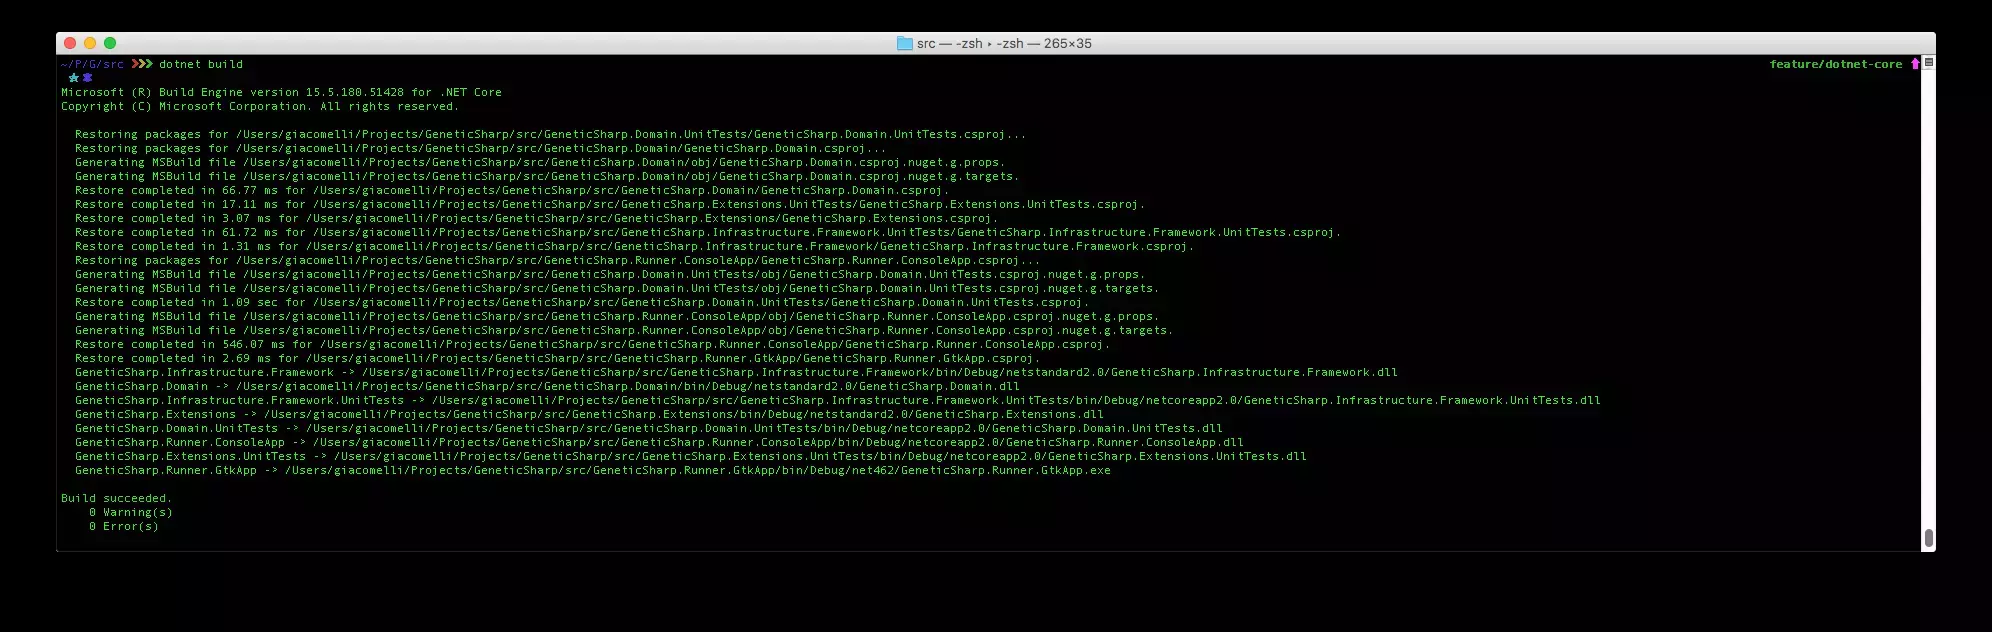 src — -zsh ▸ -zsh — 265×35
~/P/G/src ❯❯❯ dotnet build feature/dotnet-core
Microsoft (R) Build Engine version 15.5.180.51428 for .NET Core
Copyright (C) Microsoft Corporation. All rights reserved.
Restoring packages for /Users/giacomelli/Projects/GeneticSharp/src/GeneticSharp.Domain.UnitTests/GeneticSharp.Domain.UnitTests.csproj...
Restoring packages for /Users/giacomelli/Projects/GeneticSharp/src/GeneticSharp.Domain/GeneticSharp.Domain.csproj...
Generating MSBuild file /Users/giacomelli/Projects/GeneticSharp/src/GeneticSharp.Domain/obj/GeneticSharp.Domain.csproj.nuget.g.props.
Generating MSBuild file /Users/giacomelli/Projects/GeneticSharp/src/GeneticSharp.Domain/obj/GeneticSharp.Domain.csproj.nuget.g.targets.
Restore completed in 66.77 ms for /Users/giacomelli/Projects/GeneticSharp/src/GeneticSharp.Domain/GeneticSharp.Domain.csproj.
Restore completed in 17.11 ms for /Users/giacomelli/Projects/GeneticSharp/src/GeneticSharp.Extensions.UnitTests/GeneticSharp.Extensions.UnitTests.csproj.
Restore completed in 3.07 ms for /Users/giacomelli/Projects/GeneticSharp/src/GeneticSharp.Extensions/GeneticSharp.Extensions.csproj.
Restore completed in 61.72 ms for /Users/giacomelli/Projects/GeneticSharp/src/GeneticSharp.Infrastructure.Framework.UnitTests/GeneticSharp.Infrastructure.Framework.UnitTests.csproj.
Restore completed in 1.31 ms for /Users/giacomelli/Projects/GeneticSharp/src/GeneticSharp.Infrastructure.Framework/GeneticSharp.Infrastructure.Framework.csproj.
Restoring packages for /Users/giacomelli/Projects/GeneticSharp/src/GeneticSharp.Runner.ConsoleApp/GeneticSharp.Runner.ConsoleApp.csproj...
Generating MSBuild file /Users/giacomelli/Projects/GeneticSharp/src/GeneticSharp.Domain.UnitTests/obj/GeneticSharp.Domain.UnitTests.csproj.nuget.g.props.
Generating MSBuild file /Users/giacomelli/Projects/GeneticSharp/src/GeneticSharp.Domain.UnitTests/obj/GeneticSharp.Domain.UnitTests.csproj.nuget.g.targets.
Restore completed in 1.09 sec for /Users/giacomelli/Projects/GeneticSharp/src/GeneticSharp.Domain.UnitTests/GeneticSharp.Domain.UnitTests.csproj.
Generating MSBuild file /Users/giacomelli/Projects/GeneticSharp/src/GeneticSharp.Runner.ConsoleApp/obj/GeneticSharp.Runner.ConsoleApp.csproj.nuget.g.props.
Generating MSBuild file /Users/giacomelli/Projects/GeneticSharp/src/GeneticSharp.Runner.ConsoleApp/obj/GeneticSharp.Runner.ConsoleApp.csproj.nuget.g.targets.
Restore completed in 546.07 ms for /Users/giacomelli/Projects/GeneticSharp/src/GeneticSharp.Runner.ConsoleApp/GeneticSharp.Runner.ConsoleApp.csproj.
Restore completed in 2.69 ms for /Users/giacomelli/Projects/GeneticSharp/src/GeneticSharp.Runner.GtkApp/GeneticSharp.Runner.GtkApp.csproj.
GeneticSharp.Infrastructure.Framework -> /Users/giacomelli/Projects/GeneticSharp/src/GeneticSharp.Infrastructure.Framework/bin/Debug/netstandard2.0/GeneticSharp.Infrastructure.Framework.dll
GeneticSharp.Domain -> /Users/giacomelli/Projects/GeneticSharp/src/GeneticSharp.Domain/bin/Debug/netstandard2.0/GeneticSharp.Domain.dll
GeneticSharp.Infrastructure.Framework.UnitTests -> /Users/giacomelli/Projects/GeneticSharp/src/GeneticSharp.Infrastructure.Framework.UnitTests/bin/Debug/netcoreapp2.0/GeneticSharp.Infrastructure.Framework.UnitTests.dll
GeneticSharp.Extensions -> /Users/giacomelli/Projects/GeneticSharp/src/GeneticSharp.Extensions/bin/Debug/netstandard2.0/GeneticSharp.Extensions.dll
GeneticSharp.Domain.UnitTests -> /Users/giacomelli/Projects/GeneticSharp/src/GeneticSharp.Domain.UnitTests/bin/Debug/netcoreapp2.0/GeneticSharp.Domain.UnitTests.dll
GeneticSharp.Runner.ConsoleApp -> /Users/giacomelli/Projects/GeneticSharp/src/GeneticSharp.Runner.ConsoleApp/bin/Debug/netcoreapp2.0/GeneticSharp.Runner.ConsoleApp.dll
GeneticSharp.Extensions.UnitTests -> /Users/giacomelli/Projects/GeneticSharp/src/GeneticSharp.Extensions.UnitTests/bin/Debug/netcoreapp2.0/GeneticSharp.Extensions.UnitTests.dll
GeneticSharp.Runner.GtkApp -> /Users/giacomelli/Projects/GeneticSharp/src/GeneticSharp.Runner.GtkApp/bin/Debug/net462/GeneticSharp.Runner.GtkApp.exe
Build succeeded.
0 Warning(s)
0 Error(s)